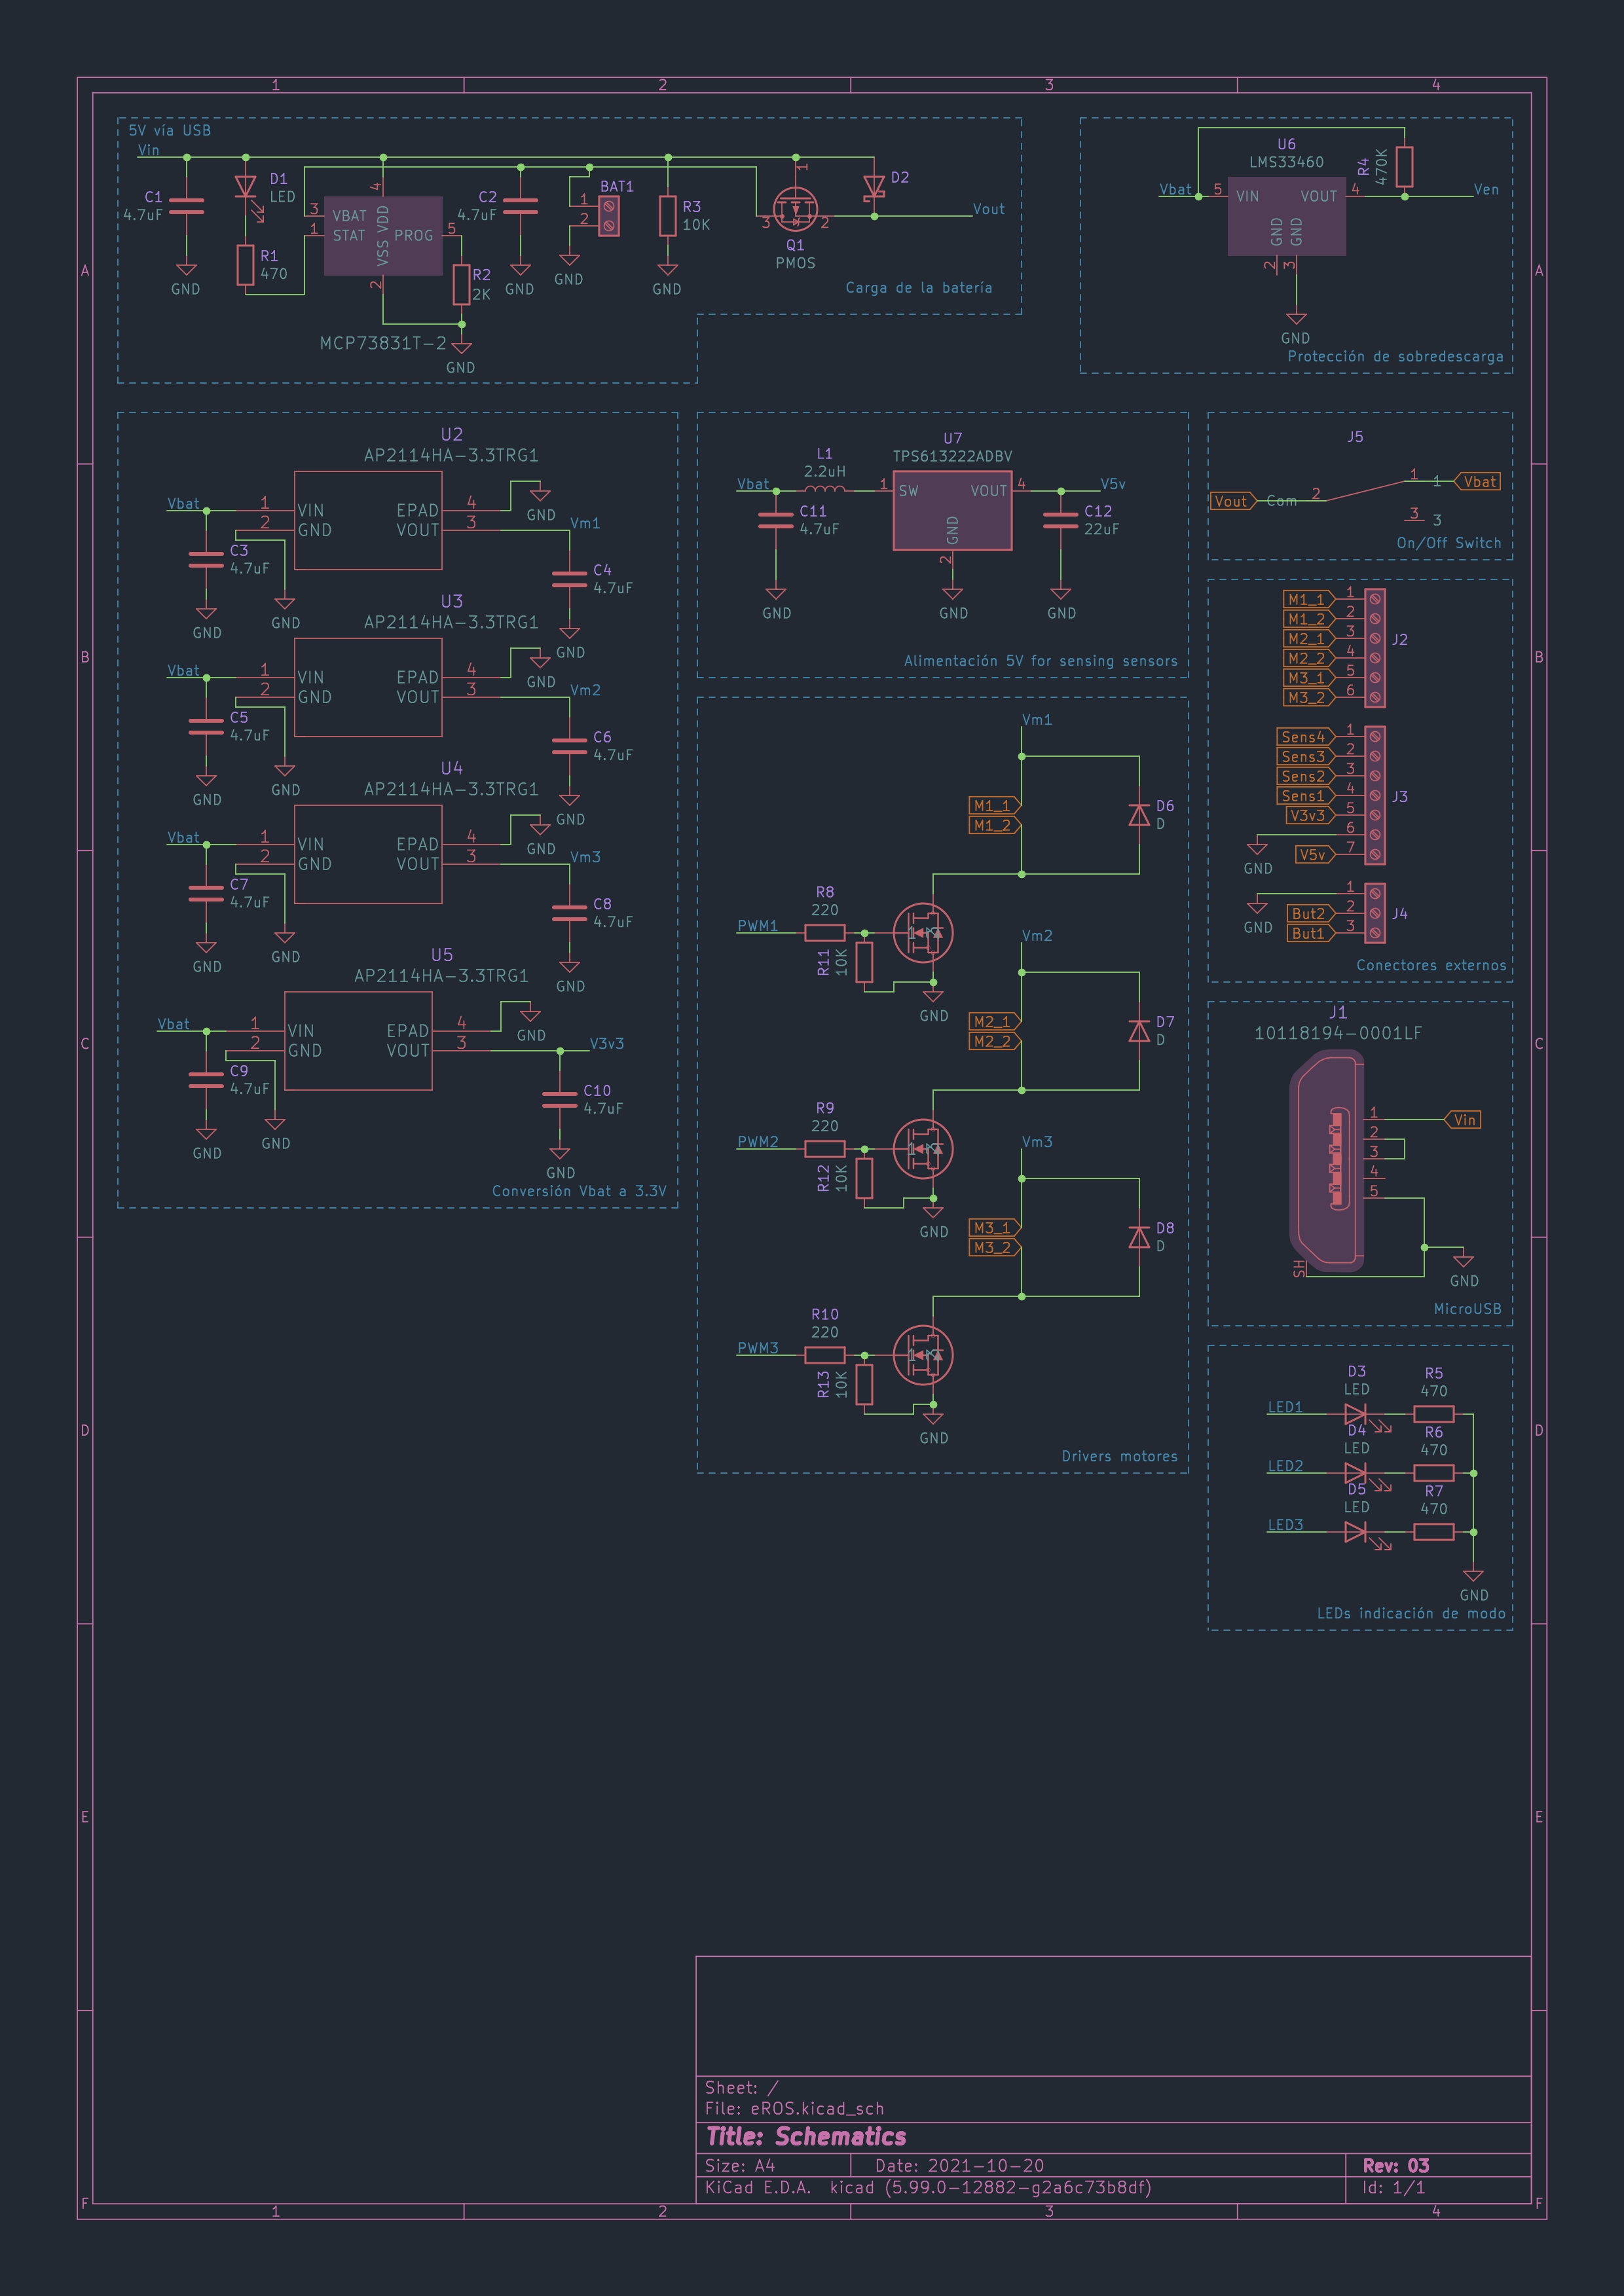 1 2 3 4
A
B
C
D
E
F
A
B
C
D
E
F
5V vía USB
Vin
C1
4.7uF
GND
D1
LED
R1
470
4
3 VBAT
VSS VDD
1 STAT
PROG 5
2
MCP73831T-2
R2
2K
GND
C2
4.7uF
GND
BAT1
1
2
GND
R3
10K
GND
1
3 2
Q1
PMOS
D2
Vout
Carga de la batería
U6
LMS33460
R4
470K
Vbat 5 VIN VOUT 4 Ven
GND GND
2 3
GND
Protección de sobredescarga
U2
AP2114HA-3.3TRG1
Vbat 1 VIN EPAD 4
2 GND VOUT 3
GND
Vm1
C3
4.7uF
C4
4.7uF
GND
GND
GND
U3
AP2114HA-3.3TRG1
Vbat 1 VIN EPAD 4
2 GND VOUT 3
GND
Vm2
C5
4.7uF
C6
4.7uF
GND
GND
GND
U4
AP2114HA-3.3TRG1
Vbat 1 VIN EPAD 4
2 GND VOUT 3
GND
Vm3
C7
4.7uF
C8
4.7uF
GND
GND
GND
U5
AP2114HA-3.3TRG1
Vbat 1 VIN EPAD 4
2 GND VOUT 3
GND
V3v3
C9
4.7uF
C10
4.7uF
GND
GND
GND
Conversión Vbat a 3.3V
U7
TPS613222ADBV
L1
2.2uH
Vbat
1 SW VOUT 4
V5v
GND
2
C11
4.7uF
C12
22uF
GND
GND
GND
Alimentación 5V for sensing sensors
J5
Vout Com 2
1 1 Vbat
3 3
On/Off Switch
M1_1 1
M1_2 2
M2_1 3
M2_2 4
M3_1 5
M3_2 6
J2
Sens4 1
Sens3 2
Sens2 3
Sens1 4
V3v3 5
6
V5v 7
GND
J3
1
But2 2
But1 3
GND
J4
Conectores externos
Vm1
M1_1
M1_2
D6
D
R8
220
PWM1
R11
10K
GND
Vm2
M2_1
M2_2
D7
D
R9
220
PWM2
R12
10K
GND
Vm3
M3_1
M3_2
D8
D
R10
220
PWM3
R13
10K
GND
Drivers motores
J1
10118194-0001LF
1 Vin
2
3
4
5
SH
GND
MicroUSB
D3
LED
R5
470
LED1
D4
LED
R6
470
LED2
D5
LED
R7
470
LED3
GND
LEDs indicación de modo
Sheet: /
File: eROS.kicad_sch
Title: Schematics
Size: A4 Date: 2021-10-20 Rev: 03
KiCad E.D.A. kicad (5.99.0-12882-g2a6c73b8df) Id: 1/1
1 2 3 4